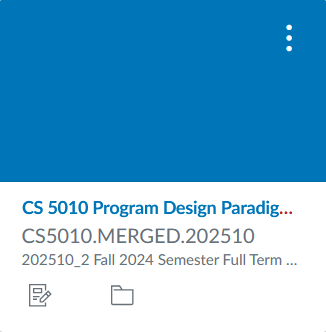 CS 5010 Program Design Paradig...
CS5010.MERGED.202510
202510_2 Fall 2024 Semester Full Term ...